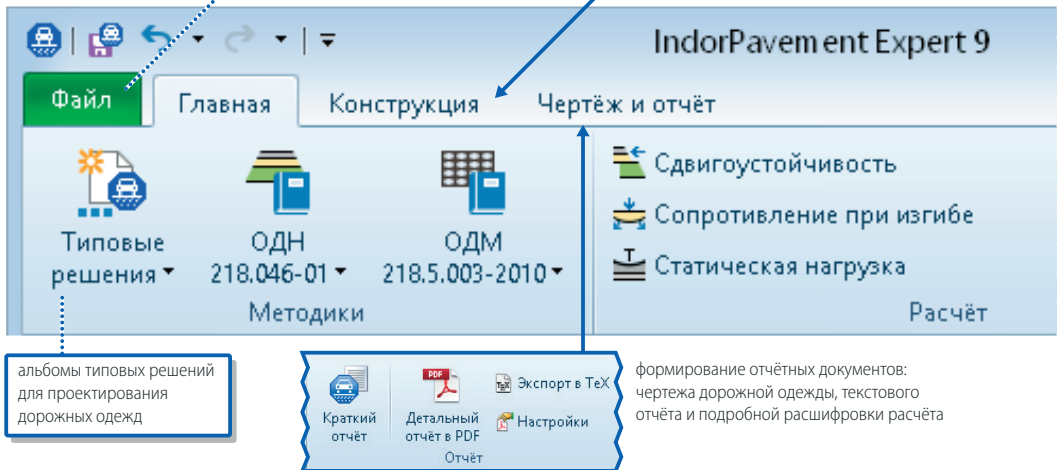 IndorPavement Expert 9
Файл
Главная
Конструкция
Чертёж и отчёт
Типовые
решения
ОДН
218.046-01
ОДМ
218.5.003-2010
Методики
Сдвигоустойчивость
Сопротивление при изгибе
Статическая нагрузка
Расчёт
альбомы типовых решений
для проектирования
дорожных одежд
Краткий
отчёт
PDF
Детальный
отчёт в PDF
TeX
Экспорт в TeX
Настройки
Отчёт
формирование отчётных документов:
чертежа дорожной одежды, текстового
отчёта и подробной расшифровки расчёта